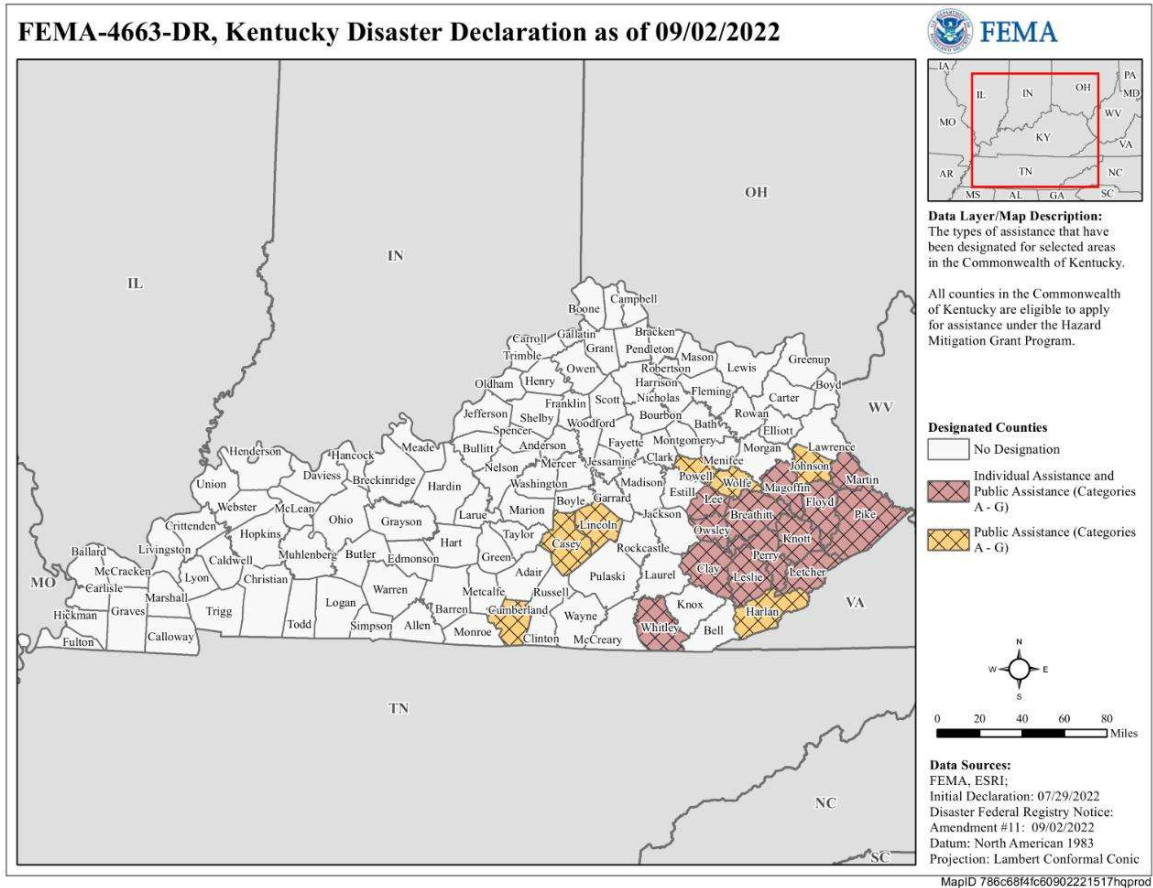 FEMA-4663-DR, Kentucky Disaster Declaration as of 09/02/2022
FEMA
IA
IL
IN
OH
PA
MD
MO
WV
KY
VA
AR
TN
NC
MS
AL
GA
SC
Data Layer/Map Description:
The types of assistance that have
been designated for selected areas
in the Commonwealth of Kentucky.
All counties in the Commonwealth
of Kentucky are eligible to apply
for assistance under the Hazard
Mitigation Grant Program.
Designated Counties
No Designation
Individual Assistance and
Public Assistance (Categories
A - G)
Public Assistance (Categories
A - G)
OH
IN
IL
WV
MO
VA
TN
NC
SC
Boone
Campbell
Carroll
Gallatin
Bracken
Trimble
Grant
Pendleton
Mason
Owen
Robertson
Lewis
Greenup
Oldham
Henry
Harrison
Fleming
Boyd
Franklin
Scott
Nicholas
Carter
Jefferson
Shelby
Woodford
Bourbon
Bath
Rowan
Spencer
Elliott
Meade
Bullitt
Anderson
Fayette
Montgomery
Morgan
Lawrence
Henderson
Hancock
Nelson
Mercer
Jessamine
Clark
Menifee
Johnson
Union
Daviess
Breckinridge
Hardin
Washington
Madison
Powell
Wolfe
Magoffin
Martin
Webster
McLean
Boyle
Garrard
Estill
Lee
Floyd
Ohio
Grayson
Larue
Marion
Lincoln
Jackson
Breathitt
Pike
Crittenden
Hopkins
Hart
Taylor
Casey
Owsley
Knott
Ballard
Livingston
Caldwell
Muhlenberg
Butler
Edmonson
Green
Rockcastle
Perry
McCracken
Lyon
Christian
Adair
Pulaski
Laurel
Clay
Leslie
Letcher
Carlisle
Marshall
Warren
Metcalfe
Russell
Hickman
Graves
Trigg
Logan
Barren
Cumberland
Wayne
Knox
Harlan
Fulton
Calloway
Todd
Simpson
Allen
Monroe
Clinton
McCreary
Whitley
Bell
N
W
E
S
0 20 40 60 80
Miles
Data Sources:
FEMA, ESRI;
Initial Declaration: 07/29/2022
Disaster Federal Registry Notice:
Amendment #11: 09/02/2022
Datum: North American 1983
Projection: Lambert Conformal Conic
MapID 786c68f4fc60902221517hqprod